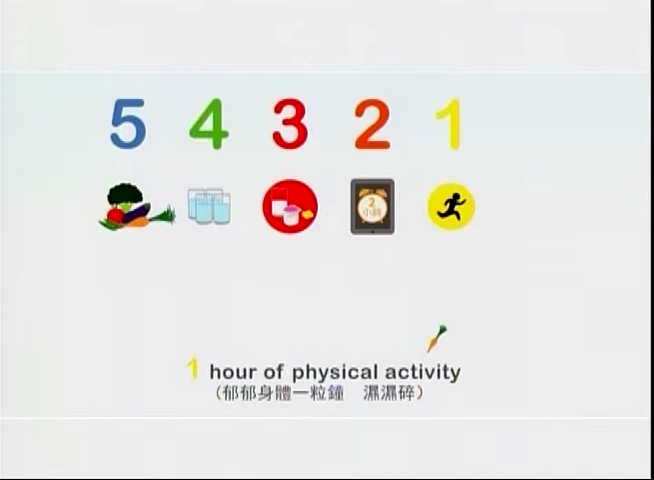 5 4 3 2 1
2
小時
1 hour of physical activity
（郁郁身體一粒鐘　濕濕碎）